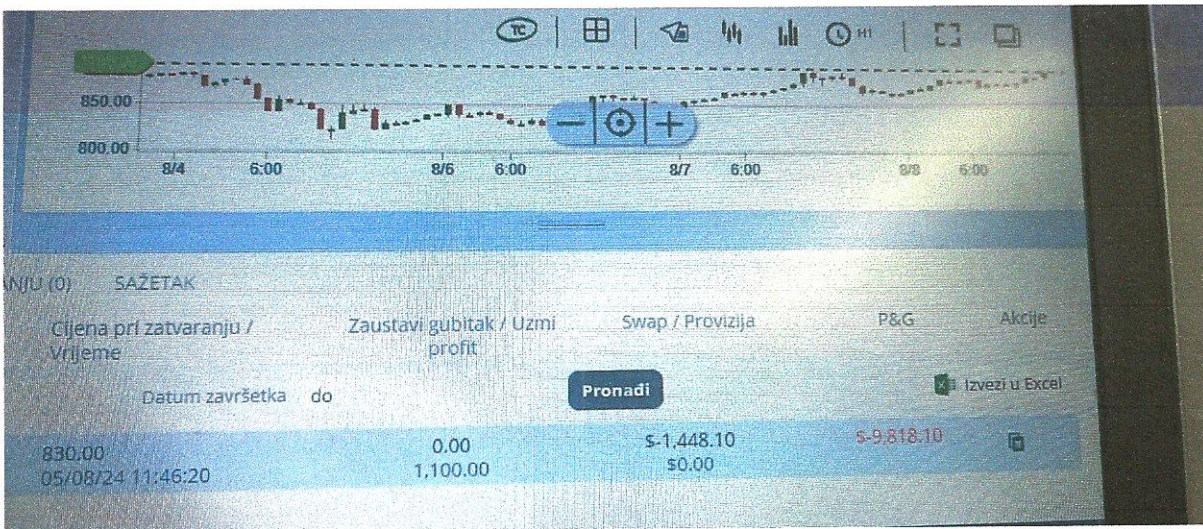 TC
H1
850.00
800.00
8/4 6:00 8/6 6:00 8/7 6:00 8/8 6:00
ANJU (0) SAŽETAK
Cijena pri zatvaranju / Zaustavi gubitak / Uzmi Swap / Provizija P&G Akcije
Vrijeme profit
Datum završetka do Pronađi Izvezi u Excel
830.00 0.00 $-1,448.10 $-9,818.10
05/08/24 11:46:20 1,100.00 $0.00